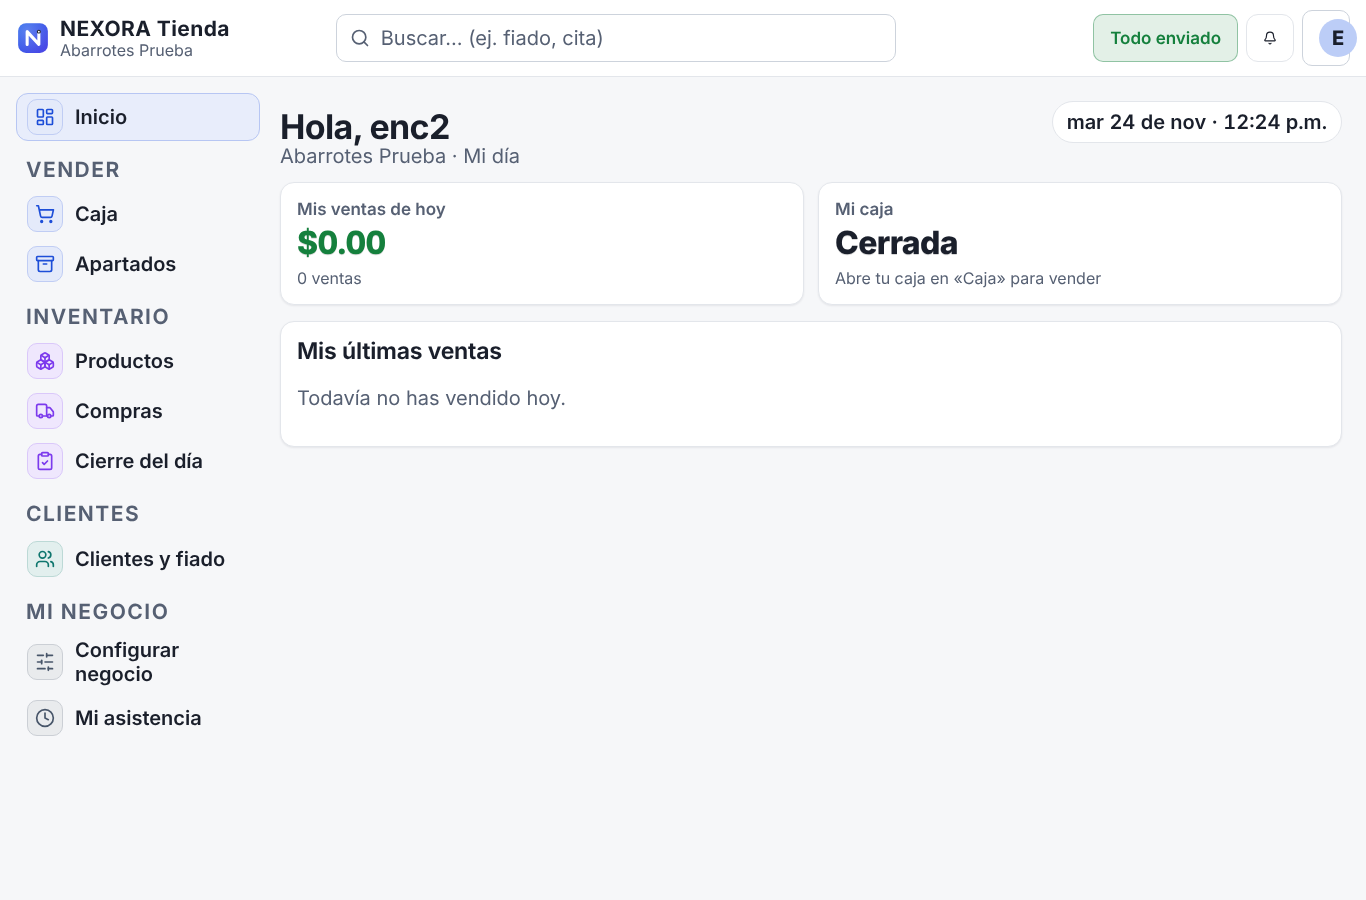 NEXORA Tienda
Abarrotes Prueba
Buscar... (ej. fiado, cita)
Todo enviado
E
Inicio
VENDER
Caja
Apartados
INVENTARIO
Productos
Compras
Cierre del día
CLIENTES
Clientes y fiado
MI NEGOCIO
Configurar
negocio
Mi asistencia
Hola, enc2
Abarrotes Prueba · Mi día
mar 24 de nov · 12:24 p.m.
Mis ventas de hoy
$0.00
0 ventas
Mi caja
Cerrada
Abre tu caja en «Caja» para vender
Mis últimas ventas
Todavía no has vendido hoy.